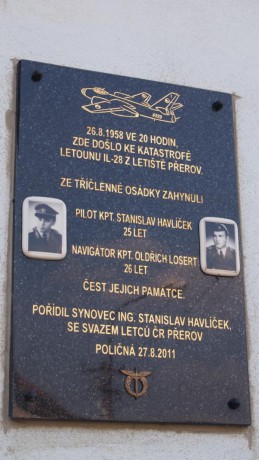 26.8.1958 VE 20 HODIN,
ZDE DOŠLO KE KATASTROFĚ
LETOUNU IL-28 Z LETIŠTĚ PŘEROV.
ZE TŘÍČLENNÉ OSÁDKY ZAHYNULI
PILOT KPT. STANISLAV HAVLÍČEK
25 LET
NAVIGÁTOR KPT. OLDŘICH LOSERT
26 LET
ČEST JEJICH PAMÁTCE.
POŘÍDIL SYNOVEC ING. STANISLAV HAVLÍČEK,
SE SVAZEM LETCŮ ČR PŘEROV
POLIČNÁ 27.8.2011